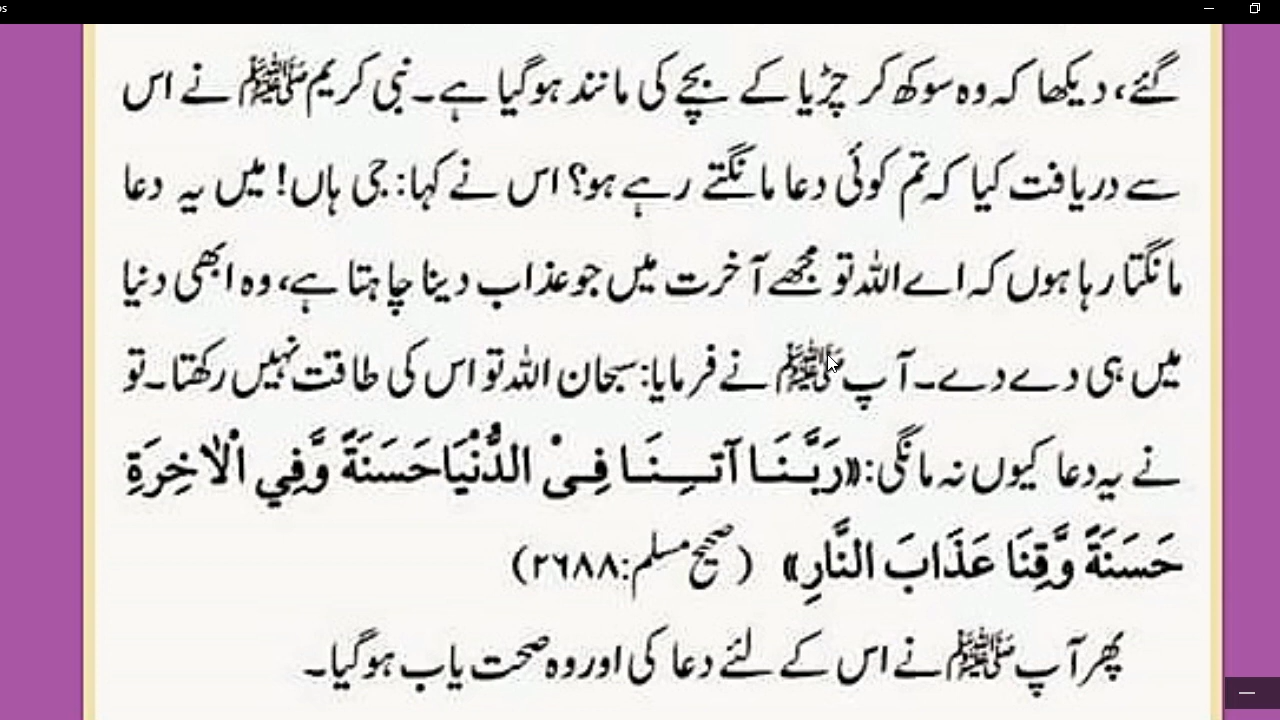 os
گئے، دیکھا کہ وہ سوکھ کر چڑیا کے بچے کی مانند ہوگیا ہے۔ نبی کریم ﷺ نے اس
سے دریافت کیا کہ تم کوئی دعا مانگتے رہے ہو؟ اس نے کہا: جی ہاں! میں یہ دعا
مانگتا رہا ہوں کہ اے اللہ تو مجھے آخرت میں جو عذاب دینا چاہتا ہے، وہ ابھی دنیا
میں ہی دے دے۔ آپ ﷺ نے فرمایا: سبحان اللہ تو اس کی طاقت نہیں رکھتا۔ تو
نے یہ دعا کیوں نہ مانگی: «رَبَّنَا آتِنَا فِیْ الدُّنْیَا حَسَنَةً وَّفِي الْاٰخِرَةِ
حَسَنَةً وَّقِنَا عَذَابَ النَّارِ» (صحیح مسلم: ۲٦۸۸)
پھر آپ ﷺ نے اس کے لئے دعا کی اور وہ صحت یاب ہوگیا۔